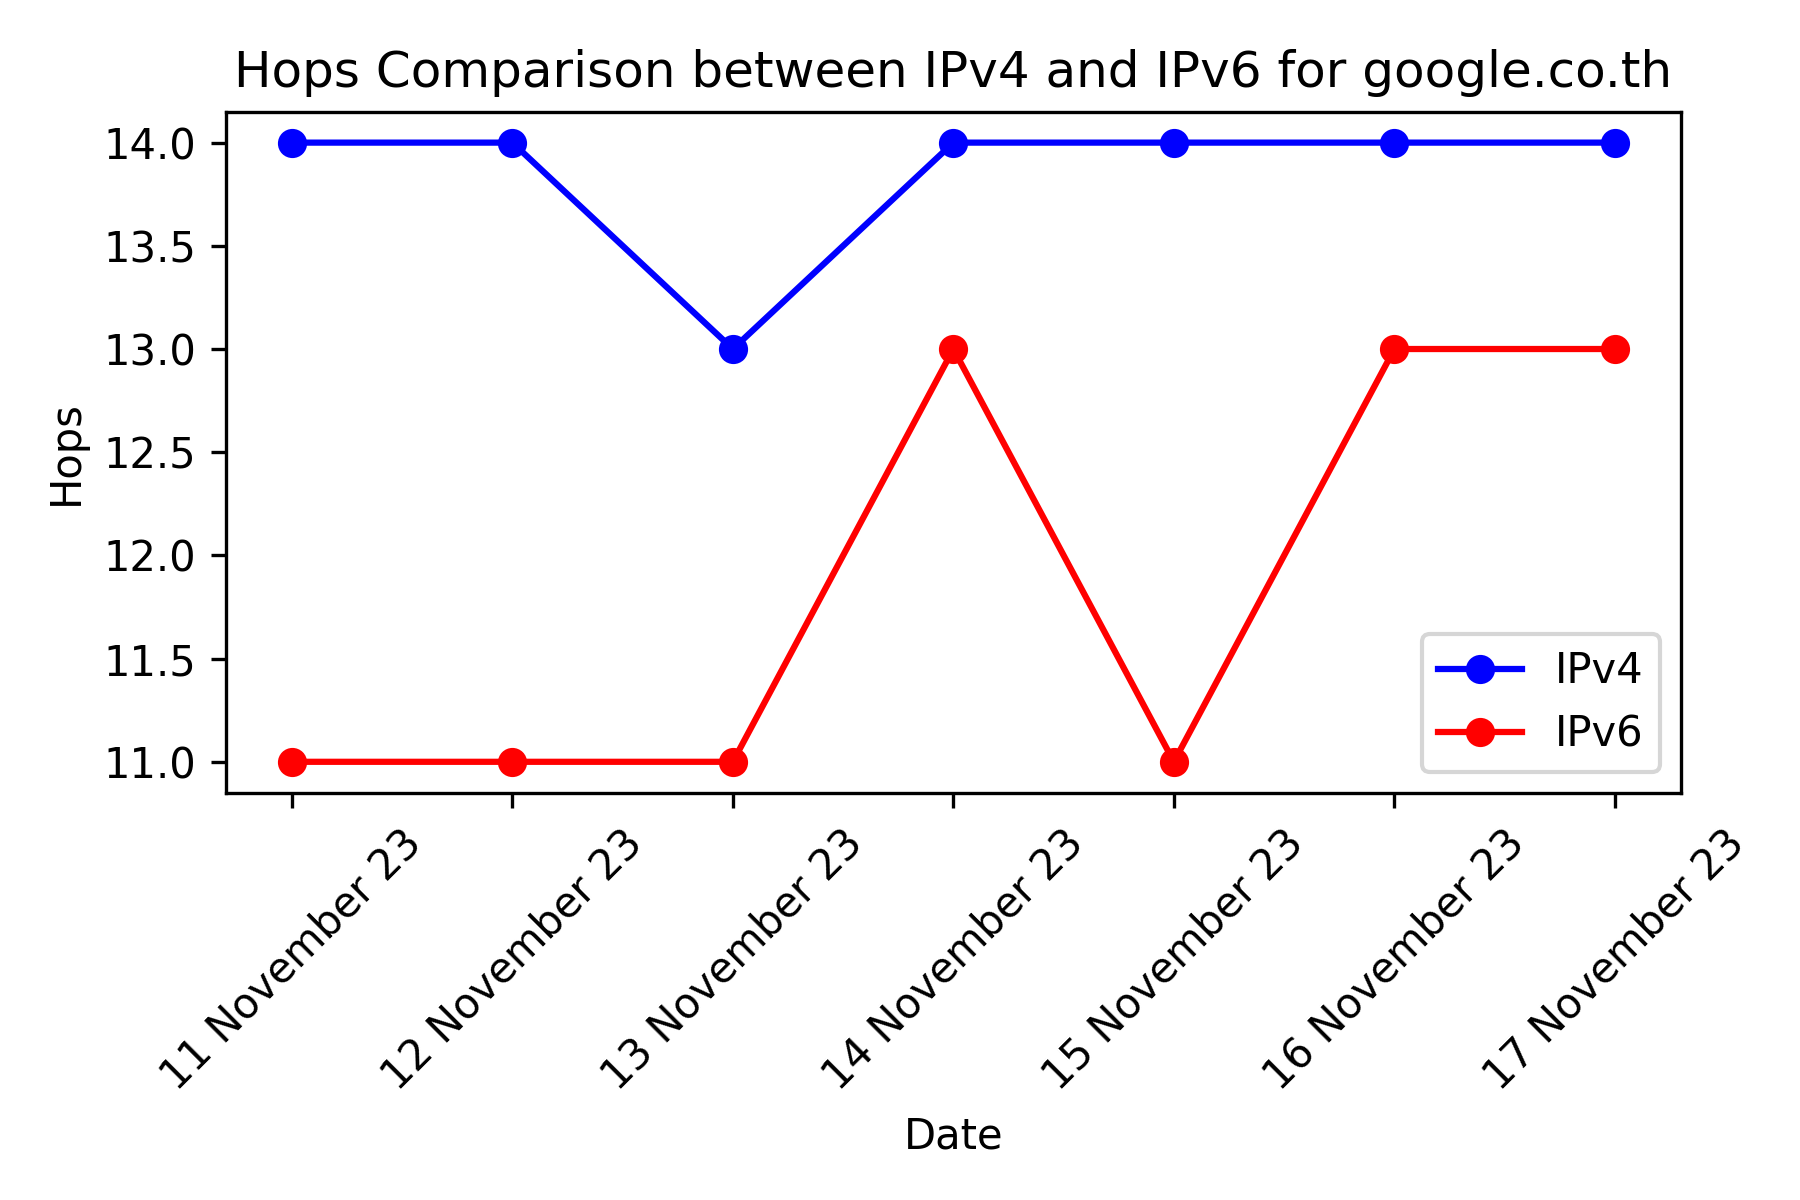 Hops Comparison between IPv4 and IPv6 for google.co.th
14.0
13.5
13.0
12.5
12.0
11.5
11.0
Hops
IPv4
IPv6
11 November 23
12 November 23
13 November 23
14 November 23
15 November 23
16 November 23
17 November 23
Date